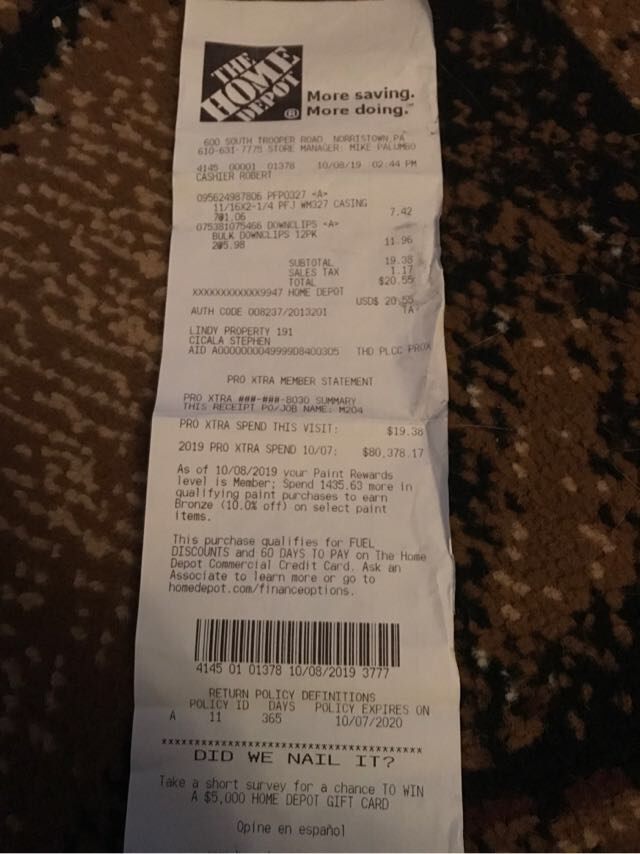 THE
HOME
DEPOT
®
More saving.
More doing.™
600 SOUTH TROOPER ROAD NORRISTOWN,PA
610-631-7775 STORE MANAGER: MIKE PALUMBO
4145 00001 01378 10/08/19 02:44 PM
CASHIER ROBERT
095624987806 PFP0327 <A>
11/16X2-1/4 PFJ WM327 CASING
7@1.06 7.42
075381075466 DOWNCLIPS <A>
BULK DOWNCLIPS 12PK
2@5.98 11.96
SUBTOTAL 19.38
SALES TAX 1.17
TOTAL $20.55
XXXXXXXXXXXX9947 HOME DEPOT
USD$ 20.55
AUTH CODE 008237/2013201 TA
LINDY PROPERTY 191
CICALA STEPHEN
AID A0000000049999D8400305 THD PLCC PROX
PRO XTRA MEMBER STATEMENT
PRO XTRA ###-###-8030 SUMMARY
THIS RECEIPT PO/JOB NAME: M204
PRO XTRA SPEND THIS VISIT: $19.38
2019 PRO XTRA SPEND 10/07: $80,378.17
As of 10/08/2019 your Paint Rewards
level is Member; Spend 1435.63 more in
qualifying paint purchases to earn
Bronze (10.0% off) on select paint
items.
This purchase qualifies for FUEL
DISCOUNTS and 60 DAYS TO PAY on The Home
Depot Commercial Credit Card. Ask an
Associate to learn more or go to
homedepot.com/financeoptions.
4145 01 01378 10/08/2019 3777
RETURN POLICY DEFINITIONS
POLICY ID DAYS POLICY EXPIRES ON
A 11 365 10/07/2020
DID WE NAIL IT?
Take a short survey for a chance TO WIN
A $5,000 HOME DEPOT GIFT CARD
Opine en español